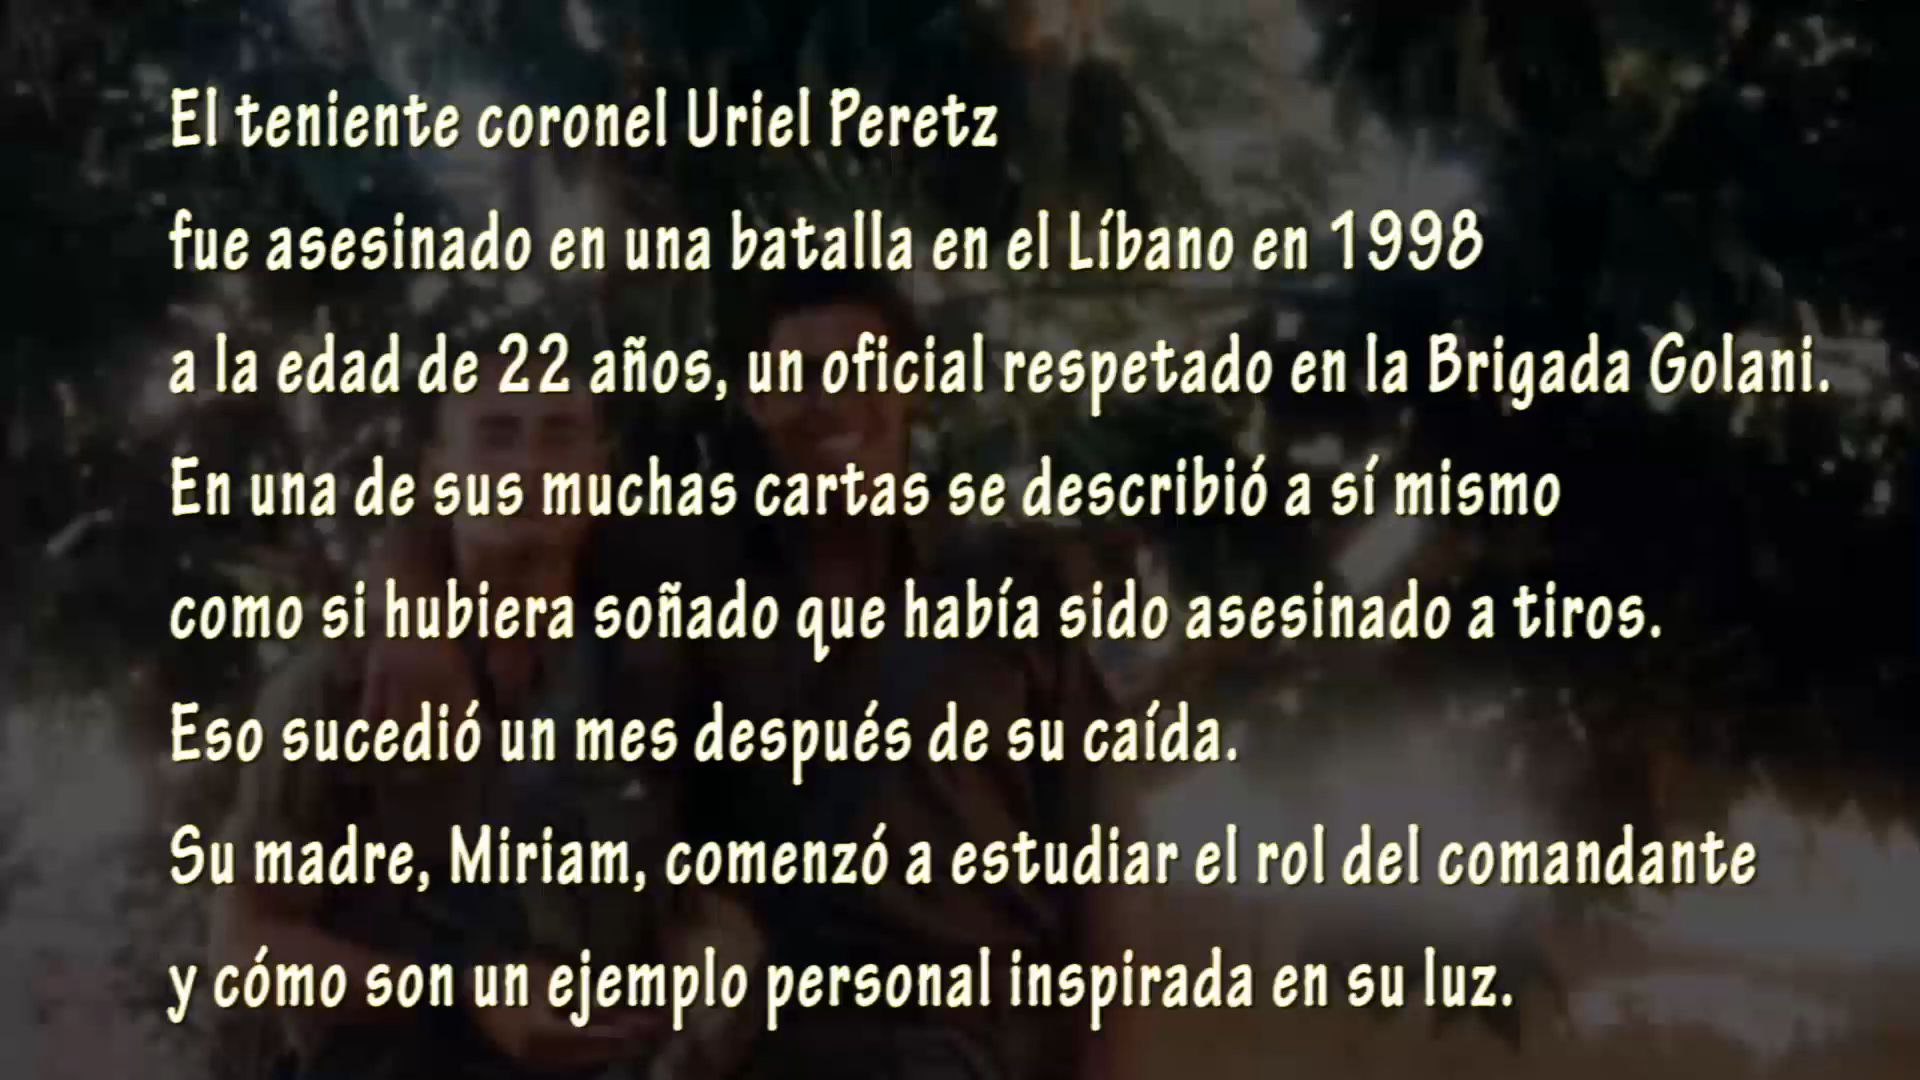 El teniente coronel Uriel Peretz
fue asesinado en una batalla en el Líbano en 1998
a la edad de 22 años, un oficial respetado en la Brigada Golani.
En una de sus muchas cartas se describió a sí mismo
como si hubiera soñado que había sido asesinado a tiros.
Eso sucedió un mes después de su caída.
Su madre, Miriam, comenzó a estudiar el rol del comandante
y cómo son un ejemplo personal inspirada en su luz.